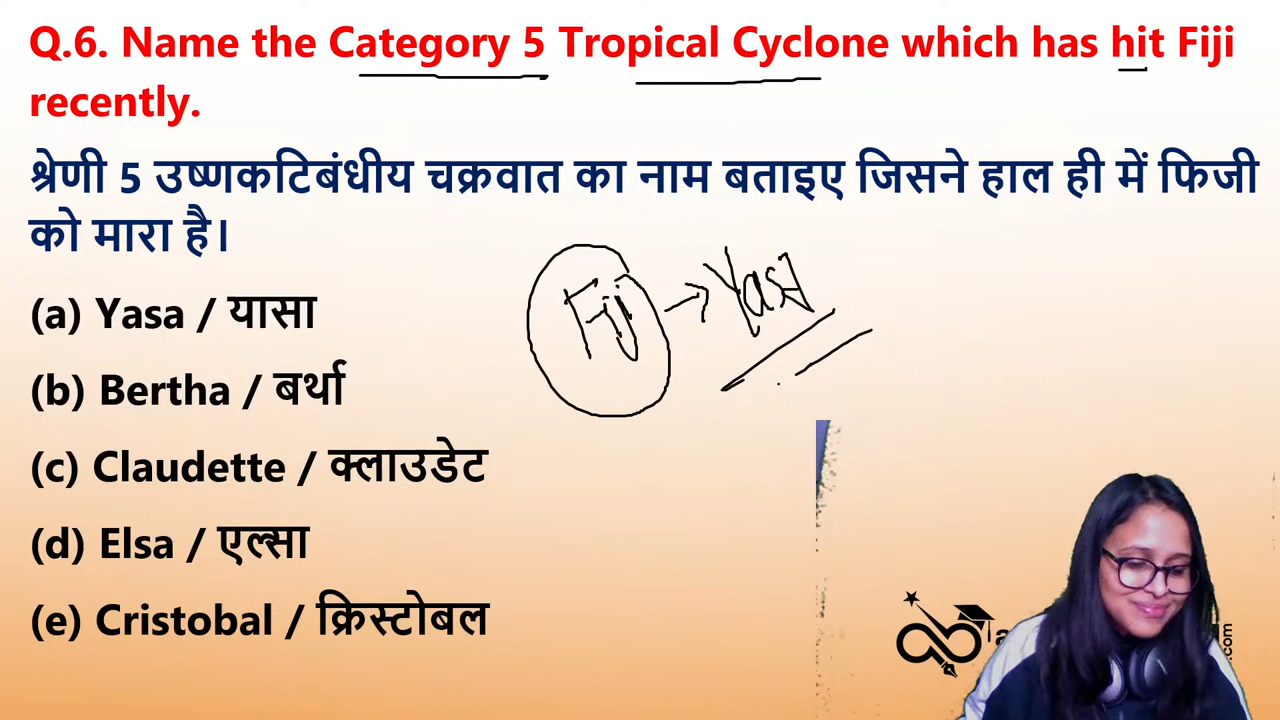 Q.6. Name the Category 5 Tropical Cyclone which has hit Fiji
recently.
श्रेणी 5 उष्णकटिबंधीय चक्रवात का नाम बताइए जिसने हाल ही में फिजी
को मारा है।
(a) Yasa / यासा
Fiji → Yasa
(b) Bertha / बर्था
(c) Claudette / क्लाउडेट
(d) Elsa / एल्सा
(e) Cristobal / क्रिस्टोबल
.com